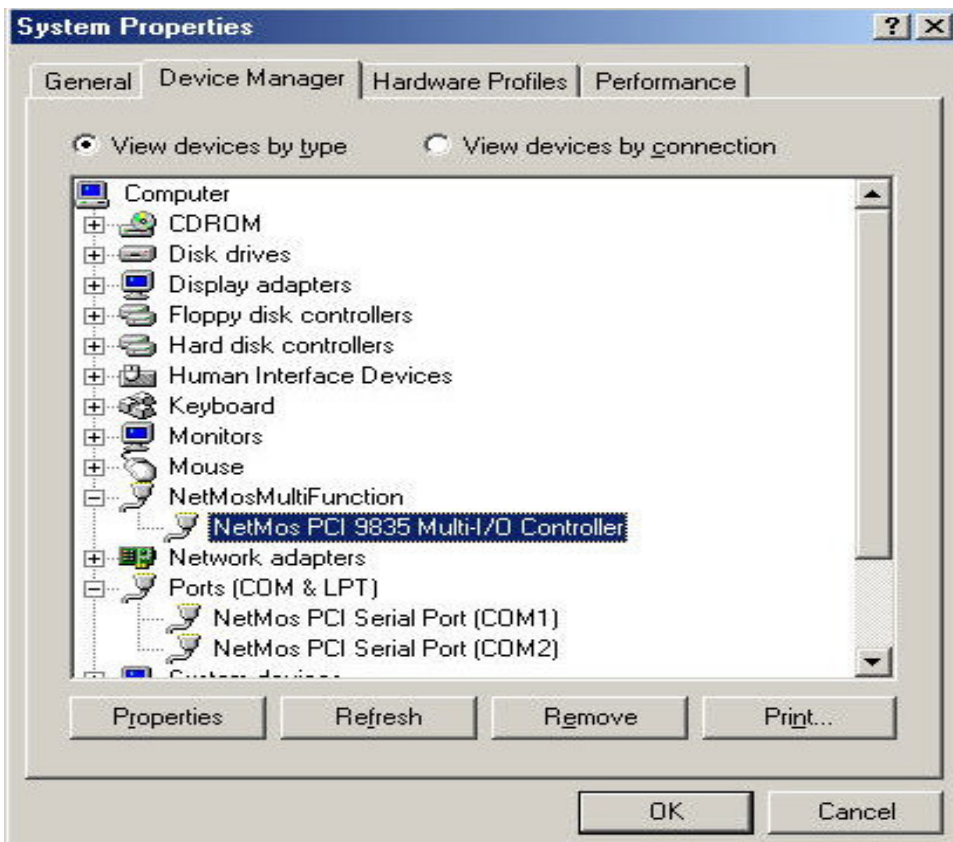 System Properties
General Device Manager Hardware Profiles Performance
View devices by type View devices by connection
Computer
CDROM
Disk drives
Display adapters
Floppy disk controllers
Hard disk controllers
Human Interface Devices
Keyboard
Monitors
Mouse
NetMosMultiFunction
NetMos PCI 9835 Multi-I/O Controller
Network adapters
Ports (COM & LPT)
NetMos PCI Serial Port (COM1)
NetMos PCI Serial Port (COM2)
Properties Refresh Remove Print...
OK Cancel